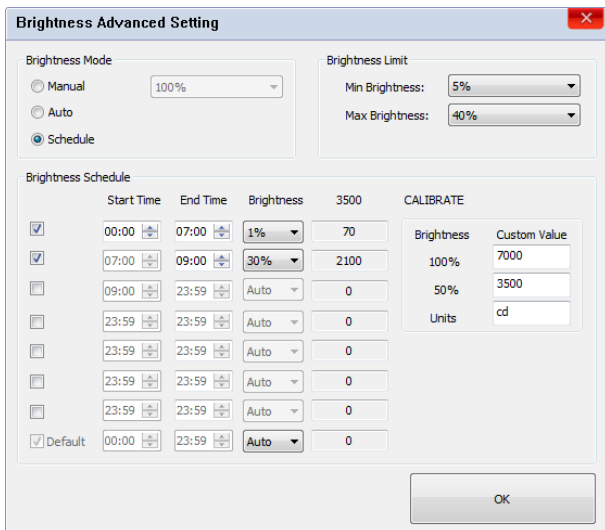 Brightness Advanced Setting
Brightness Mode
Manual 100%
Auto
Schedule
Brightness Limit
Min Brightness: 5%
Max Brightness: 40%
Brightness Schedule
Start Time End Time Brightness 3500
00:00 07:00 1% 70
07:00 09:00 30% 2100
09:00 23:59 Auto 0
23:59 23:59 Auto 0
23:59 23:59 Auto 0
23:59 23:59 Auto 0
23:59 23:59 Auto 0
Default 00:00 23:59 Auto 0
CALIBRATE
Brightness Custom Value
100% 7000
50% 3500
Units cd
OK